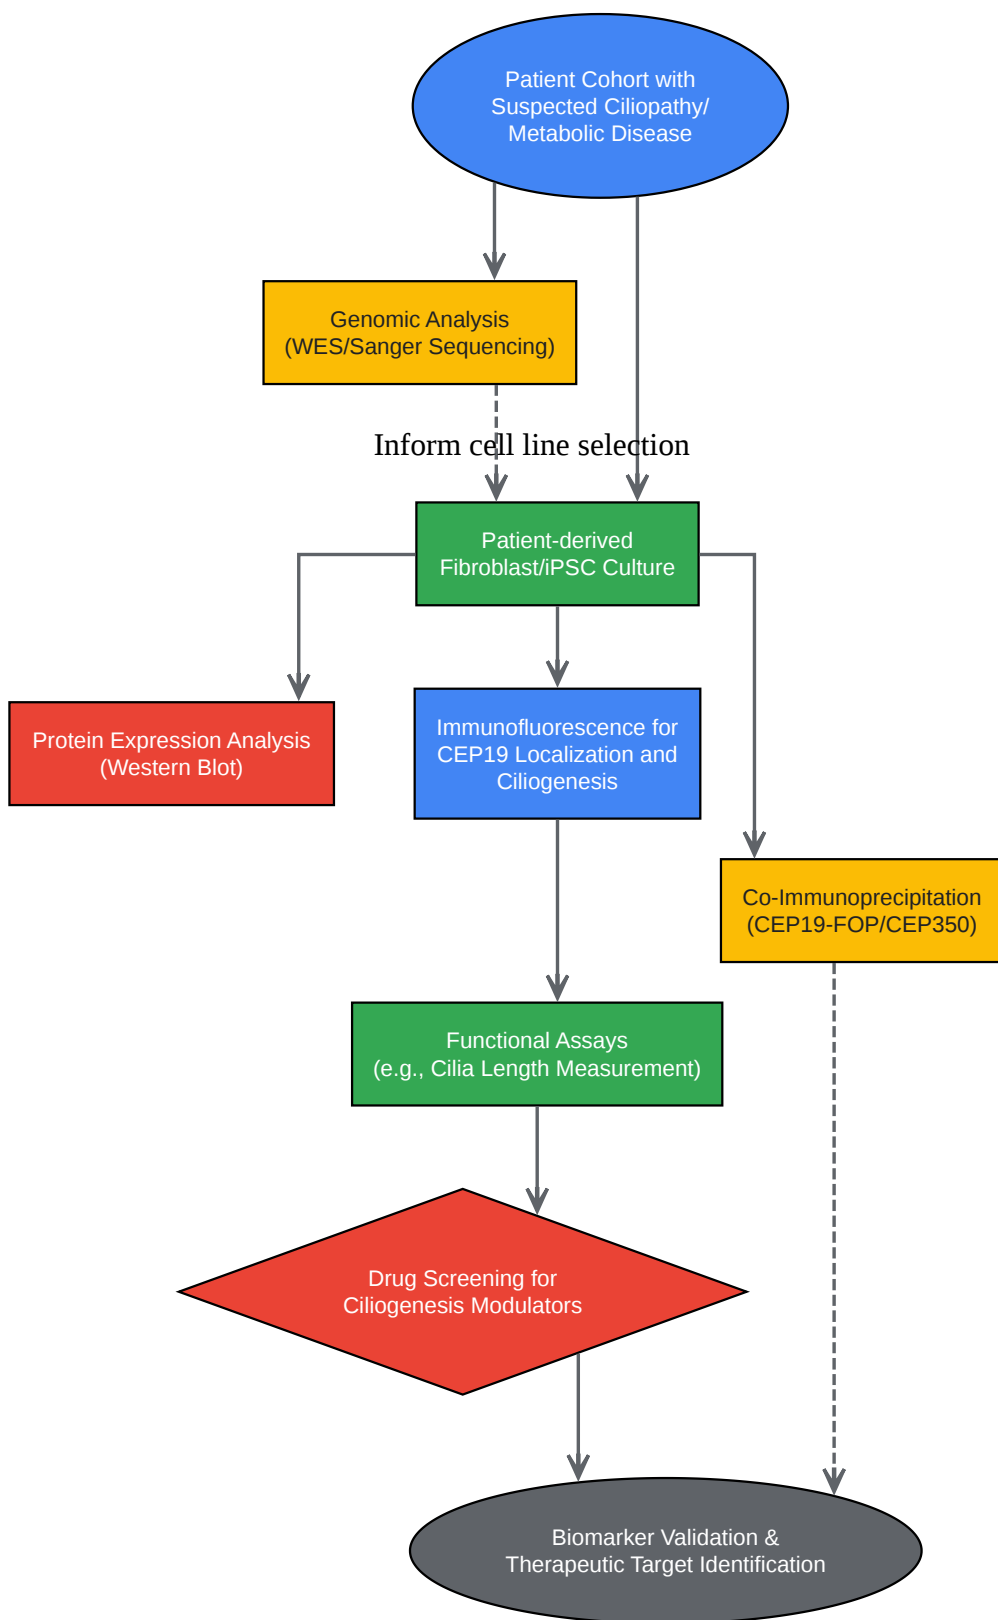 Patient Cohort with
Suspected Ciliopathy/
Metabolic Disease
Genomic Analysis
(WES/Sanger Sequencing)
Inform cell line selection
Patient-derived
Fibroblast/iPSC Culture
Protein Expression Analysis
(Western Blot)
Immunofluorescence for
CEP19 Localization and
Ciliogenesis
Co-Immunoprecipitation
(CEP19-FOP/CEP350)
Functional Assays
(e.g., Cilia Length Measurement)
Drug Screening for
Ciliogenesis Modulators
Biomarker Validation &
Therapeutic Target Identification